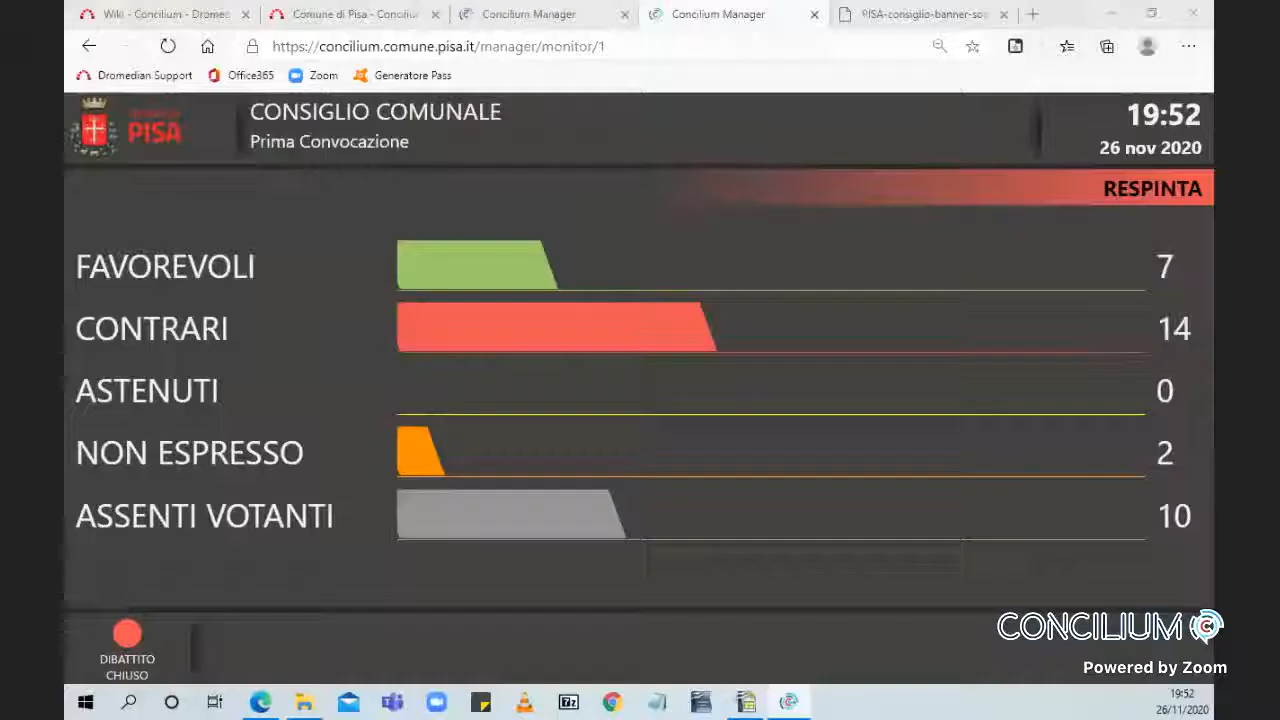 Wiki - Concilium - Dromed
Comune di Pisa - Conciliu
Concilium Manager
Concilium Manager
PISA-consiglio-banner-so
https://concilium.comune.pisa.it/manager/monitor/1
Dromedian Support
Office365
Zoom
Generatore Pass
PISA
CONSIGLIO COMUNALE
Prima Convocazione
19:52
26 nov 2020
RESPINTA
FAVOREVOLI 7
CONTRARI 14
ASTENUTI 0
NON ESPRESSO 2
ASSENTI VOTANTI 10
DIBATTITO
CHIUSO
CONCILIUM
Powered by Zoom
7z
19:52
26/11/2020